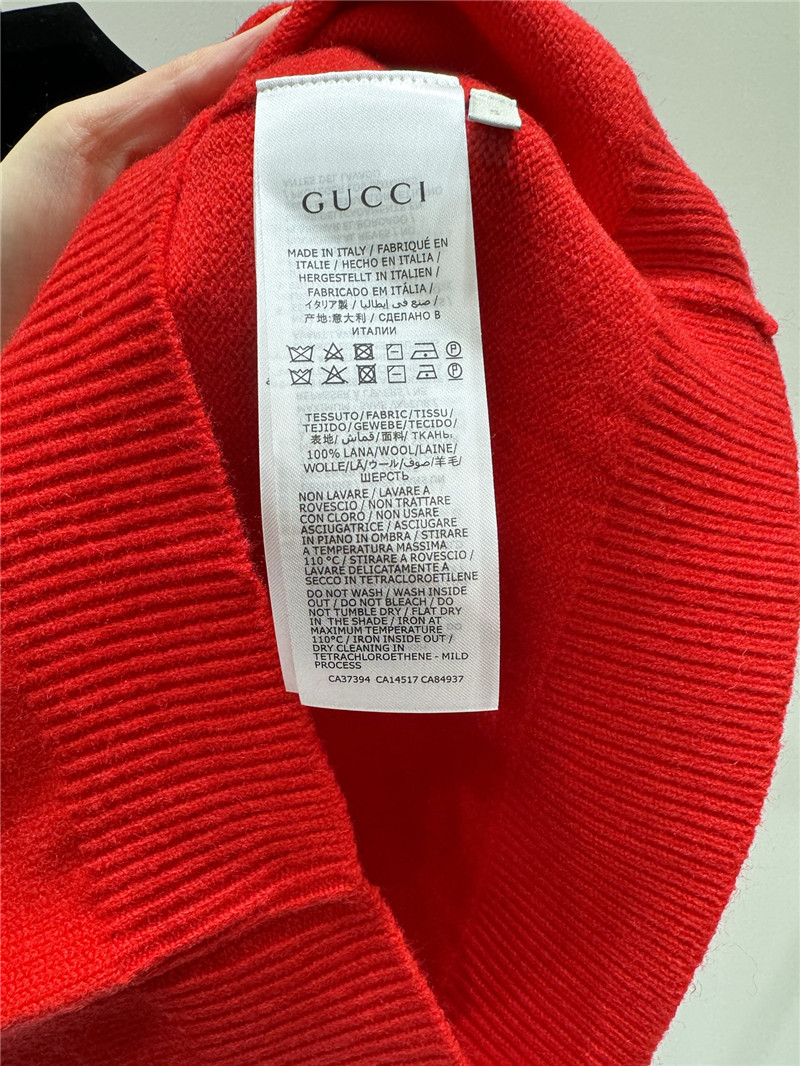 GUCCI
MADE IN ITALY / FABRIQUÉ EN
ITALIE / HECHO EN ITALIA /
HERGESTELLT IN ITALIEN /
FABRICADO EM ITÁLIA /
イタリア製 / صنع في إيطاليا /
产地:意大利 / СДЕЛАНО В
ИТАЛИИ
TESSUTO/FABRIC/TISSU/
TEJIDO/GEWEBE/TECIDO/
表地/قماش/面料/ ТКАНЬ,
100% LANA/WOOL/LAINE/
WOLLE/LÃ/ウール/صوف/羊毛/
ШЕРСТЬ
NON LAVARE / LAVARE A
ROVESCIO / NON TRATTARE
CON CLORO / NON USARE
ASCIUGATRICE / ASCIUGARE
IN PIANO IN OMBRA / STIRARE
A TEMPERATURA MASSIMA
110 °C / STIRARE A ROVESCIO /
LAVARE DELICATAMENTE A
SECCO IN TETRACLOROETILENE
DO NOT WASH / WASH INSIDE
OUT / DO NOT BLEACH / DO
NOT TUMBLE DRY / FLAT DRY
IN THE SHADE / IRON AT
MAXIMUM TEMPERATURE
110°C / IRON INSIDE OUT /
DRY CLEANING IN
TETRACHLOROETHENE - MILD
PROCESS
CA37394 CA14517 CA84937